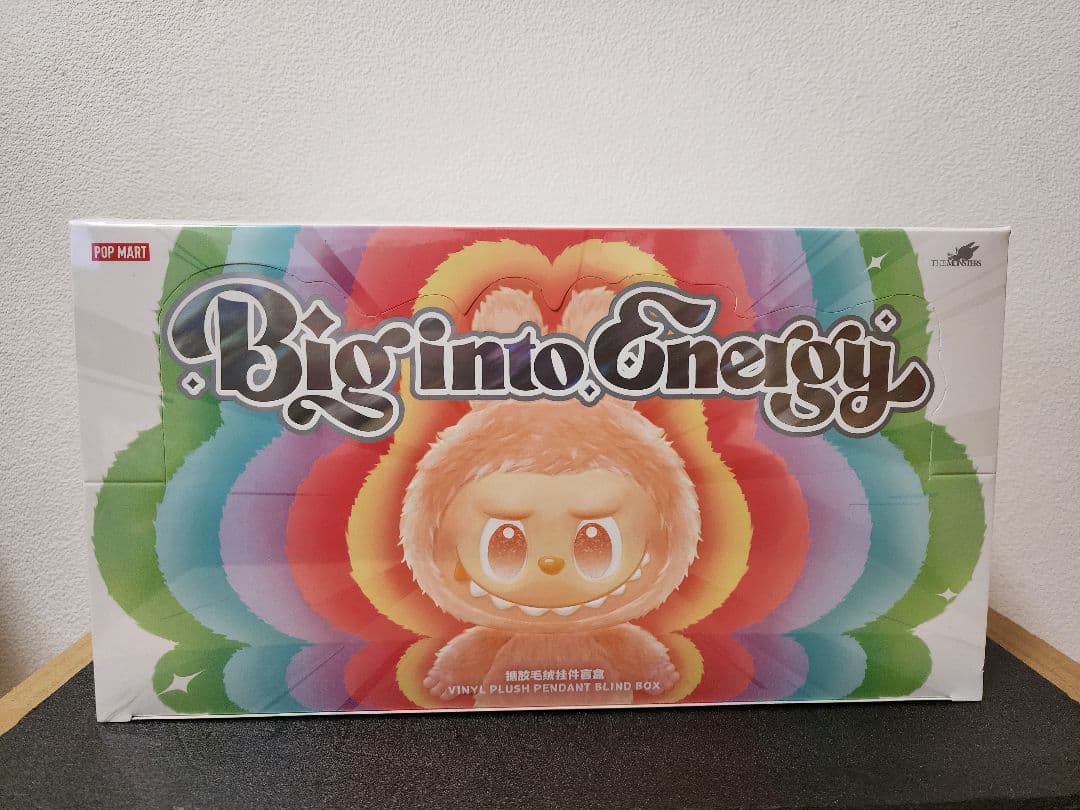 POP MART
THE MONSTERS
Big into Energy
搪胶毛绒挂件盲盒
VINYL PLUSH PENDANT BLIND BOX